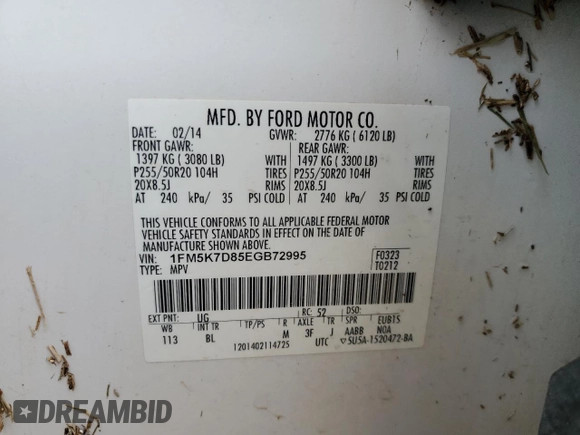 MFD. BY FORD MOTOR CO.
DATE: 02/14 GVWR: 2776 KG ( 6120 LB)
FRONT GAWR: REAR GAWR:
1397 KG ( 3080 LB) WITH 1497 KG ( 3300 LB) WITH
P255/50R20 104H TIRES P255/50R20 104H TIRES
20X8.5J RIMS 20X8.5J RIMS
AT 240 kPa/ 35 PSI COLD AT 240 kPa/ 35 PSI COLD
THIS VEHICLE CONFORMS TO ALL APPLICABLE FEDERAL MOTOR
VEHICLE SAFETY STANDARDS IN EFFECT ON THE DATE OF
MANUFACTURE SHOWN ABOVE.
VIN: 1FM5K7D85EGB72995 F0323
TYPE: MPV T0212
EXT PNT: UG RC: 52 DSO:
WB INT TR TP/PS R AXLE TR SPR EUB1S
113 BL M 3F J AABB NOA
1201402114725 UTC ▽SU5A-1520472-BA
DREAMBID